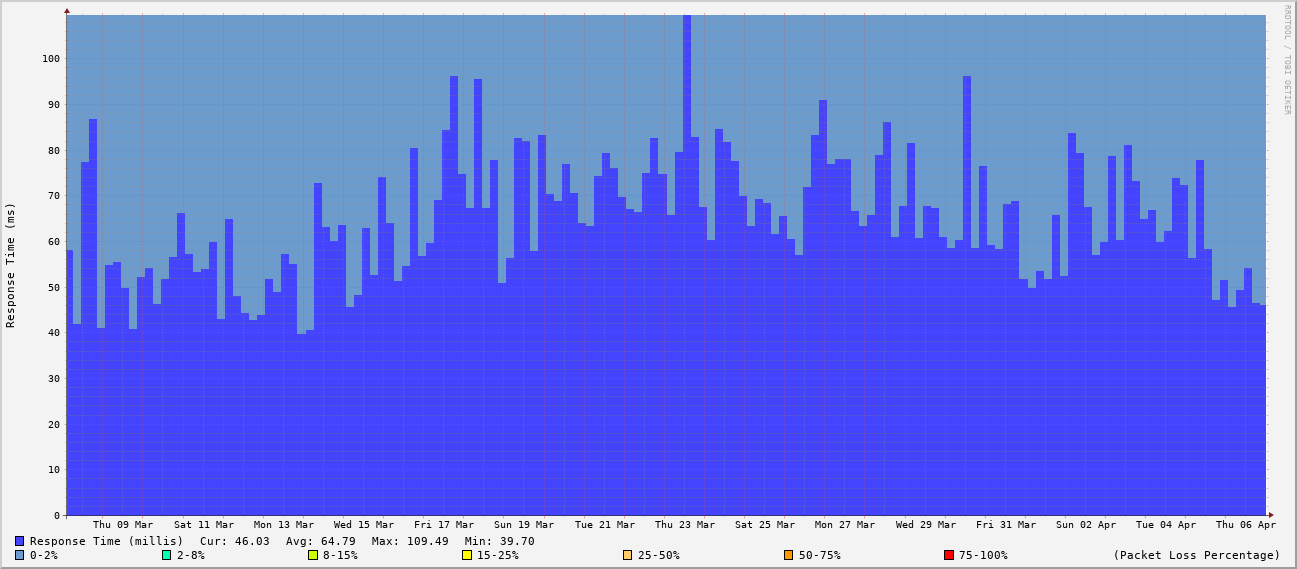 RRDTOOL / TOBI OETIKER
Response Time (ms)
100
90
80
70
60
50
40
30
20
10
0
Thu 09 Mar Sat 11 Mar Mon 13 Mar Wed 15 Mar Fri 17 Mar Sun 19 Mar Tue 21 Mar Thu 23 Mar Sat 25 Mar Mon 27 Mar Wed 29 Mar Fri 31 Mar Sun 02 Apr Tue 04 Apr Thu 06 Apr
Response Time (millis) Cur: 46.03 Avg: 64.79 Max: 109.49 Min: 39.70
0-2% 2-8% 8-15% 15-25% 25-50% 50-75% 75-100% (Packet Loss Percentage)